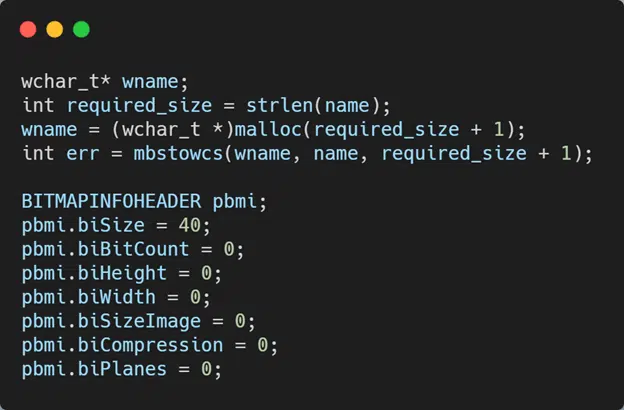 wchar_t* wname;
int required_size = strlen(name);
wname = (wchar_t *)malloc(required_size + 1);
int err = mbstowcs(wname, name, required_size + 1);
BITMAPINFOHEADER pbmi;
pbmi.biSize = 40;
pbmi.biBitCount = 0;
pbmi.biHeight = 0;
pbmi.biWidth = 0;
pbmi.biSizeImage = 0;
pbmi.biCompression = 0;
pbmi.biPlanes = 0;